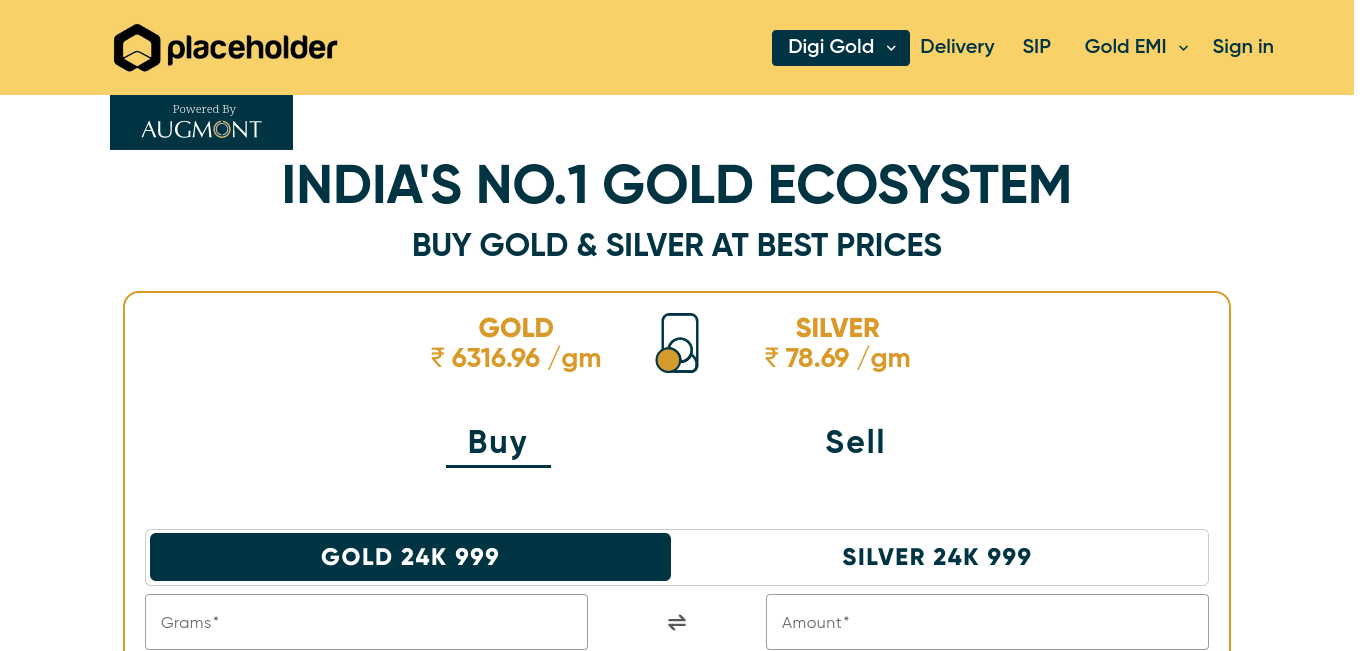 placeholder
Digi Gold Delivery SIP Gold EMI Sign in
Powered By
AUGMONT
INDIA'S NO.1 GOLD ECOSYSTEM
BUY GOLD & SILVER AT BEST PRICES
GOLD SILVER
₹ 6316.96 /gm ₹ 78.69 /gm
Buy Sell
GOLD 24K 999 SILVER 24K 999
Grams* Amount*